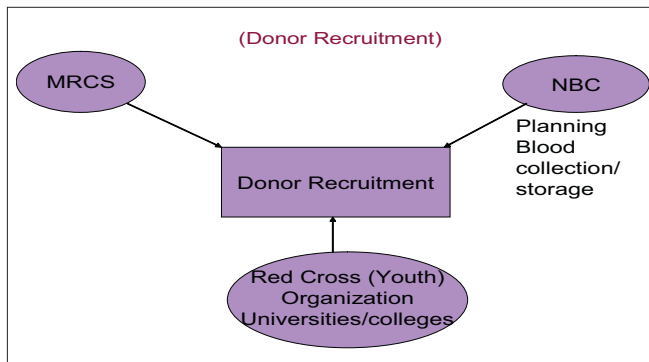 (Donor Recruitment)
MRCS
NBC
Planning
Blood
collection/
storage
Donor Recruitment
Red Cross (Youth)
Organization
Universities/colleges